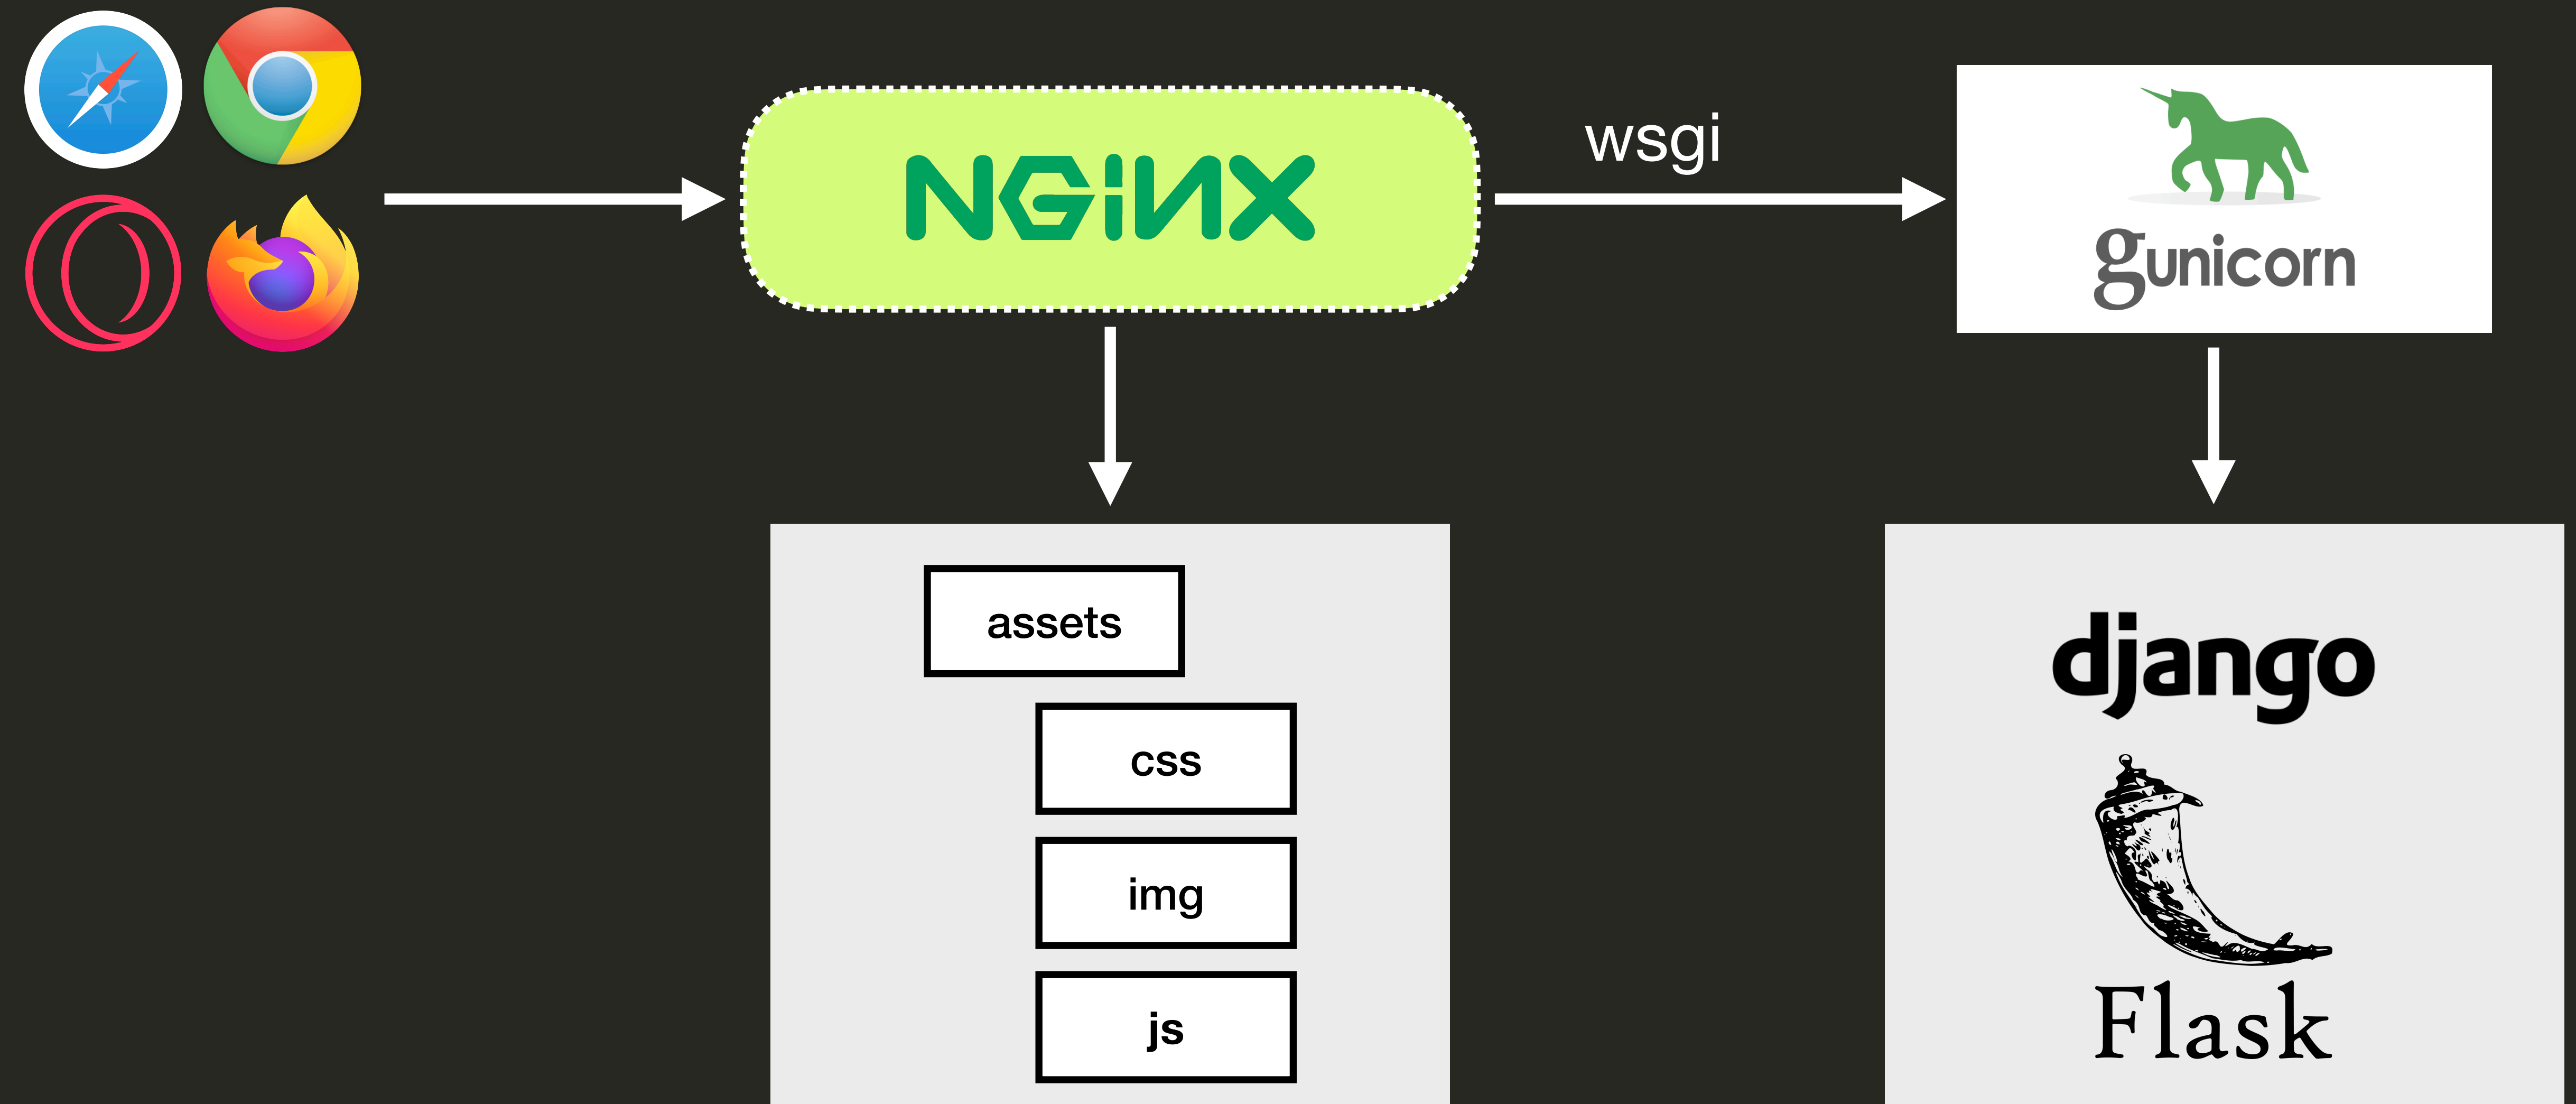 NGiNX
wsgi
gunicorn
assets
css
img
js
django
Flask